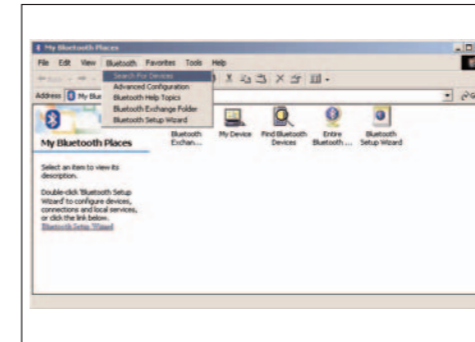 My Bluetooth Places
File Edit View Bluetooth Favorites Tools Help
Search For Devices
Advanced Configuration
Address My Blu
Bluetooth Help Topics
Bluetooth Exchange Folder
Bluetooth Setup Wizard
My Bluetooth Places
Bluetooth Exchan...
My Device
Find Bluetooth Devices
Entire Bluetooth ...
Bluetooth Setup Wizard
Select an item to view its
description.
Double-click 'Bluetooth Setup
Wizard' to configure devices,
connections and local services,
or click the link below.
Bluetooth Setup Wizard